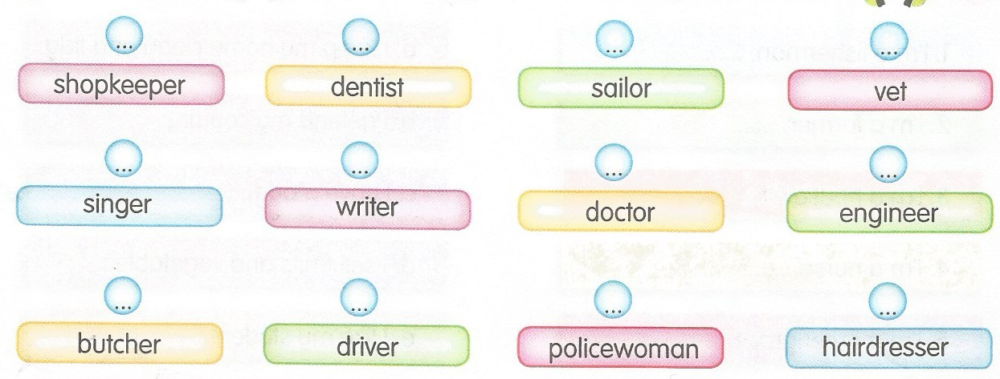 ... ... ... ...
shopkeeper dentist sailor vet
... ... ... ...
singer writer doctor engineer
... ... ... ...
butcher driver policewoman hairdresser